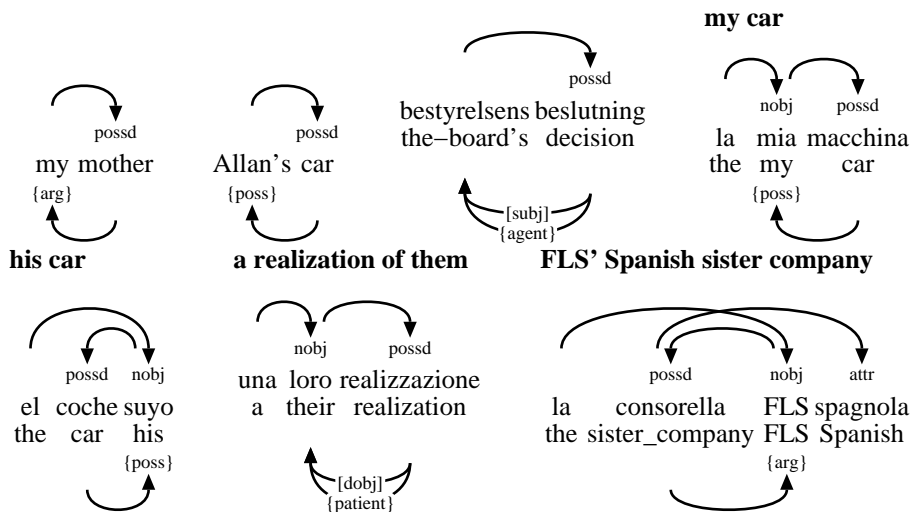 my car
possd
my mother
{arg}
possd
Allan's car
{poss}
possd
bestyrelsens beslutning
the–board's decision
[subj]
{agent}
nobj possd
la mia macchina
the my car
{poss}
his car
a realization of them
FLS' Spanish sister company
possd nobj
el coche suyo
the car his
{poss}
nobj possd
una loro realizzazione
a their realization
[dobj]
{patient}
possd nobj attr
la consorella FLS spagnola
the sister_company FLS Spanish
{arg}